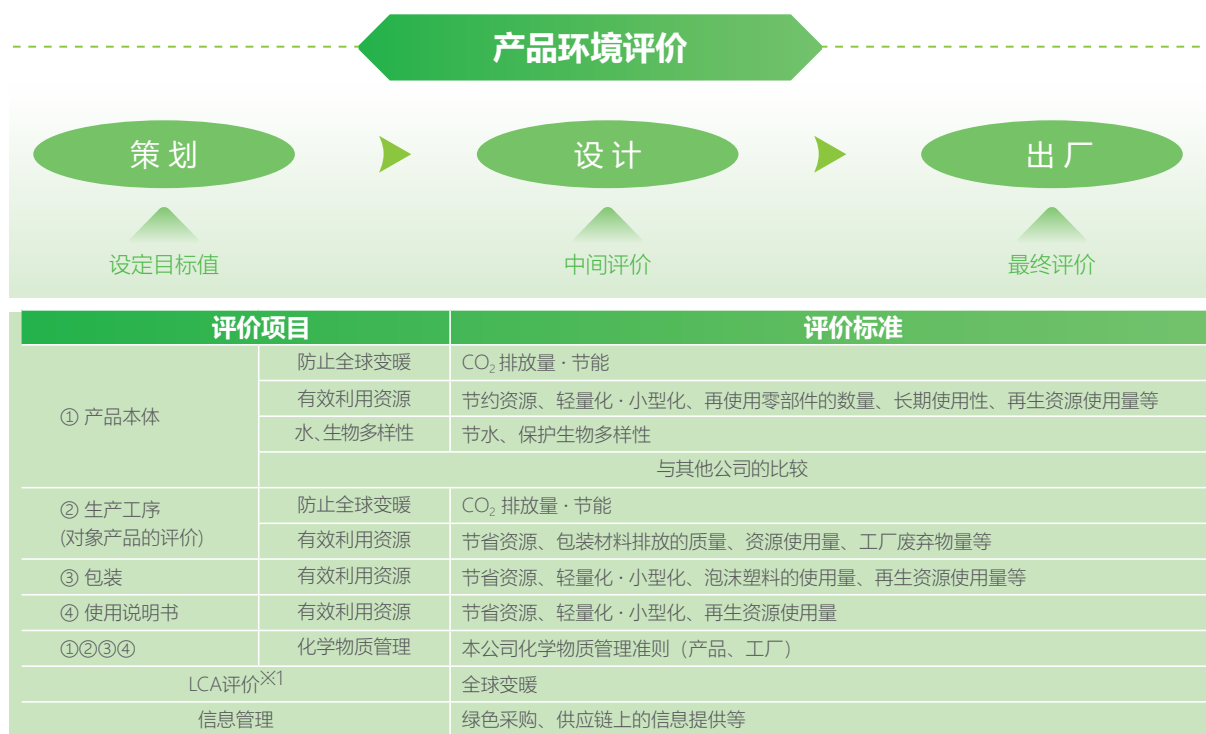 产品环境评价
策划
设计
出厂
设定目标值
中间评价
最终评价
评价项目 评价标准
① 产品本体
防止全球变暖 CO₂ 排放量·节能
有效利用资源 节约资源、轻量化·小型化、再使用零部件的数量、长期使用性、再生资源使用量等
水、生物多样性 节水、保护生物多样性
与其他公司的比较
② 生产工序
(对象产品的评价)
防止全球变暖 CO₂ 排放量·节能
有效利用资源 节省资源、包装材料排放的质量、资源使用量、工厂废弃物量等
③ 包装 有效利用资源 节省资源、轻量化·小型化、泡沫塑料的使用量、再生资源使用量等
④ 使用说明书 有效利用资源 节省资源、轻量化·小型化、再生资源使用量
①②③④ 化学物质管理 本公司化学物质管理准则（产品、工厂）
LCA评价※1 全球变暖
信息管理 绿色采购、供应链上的信息提供等